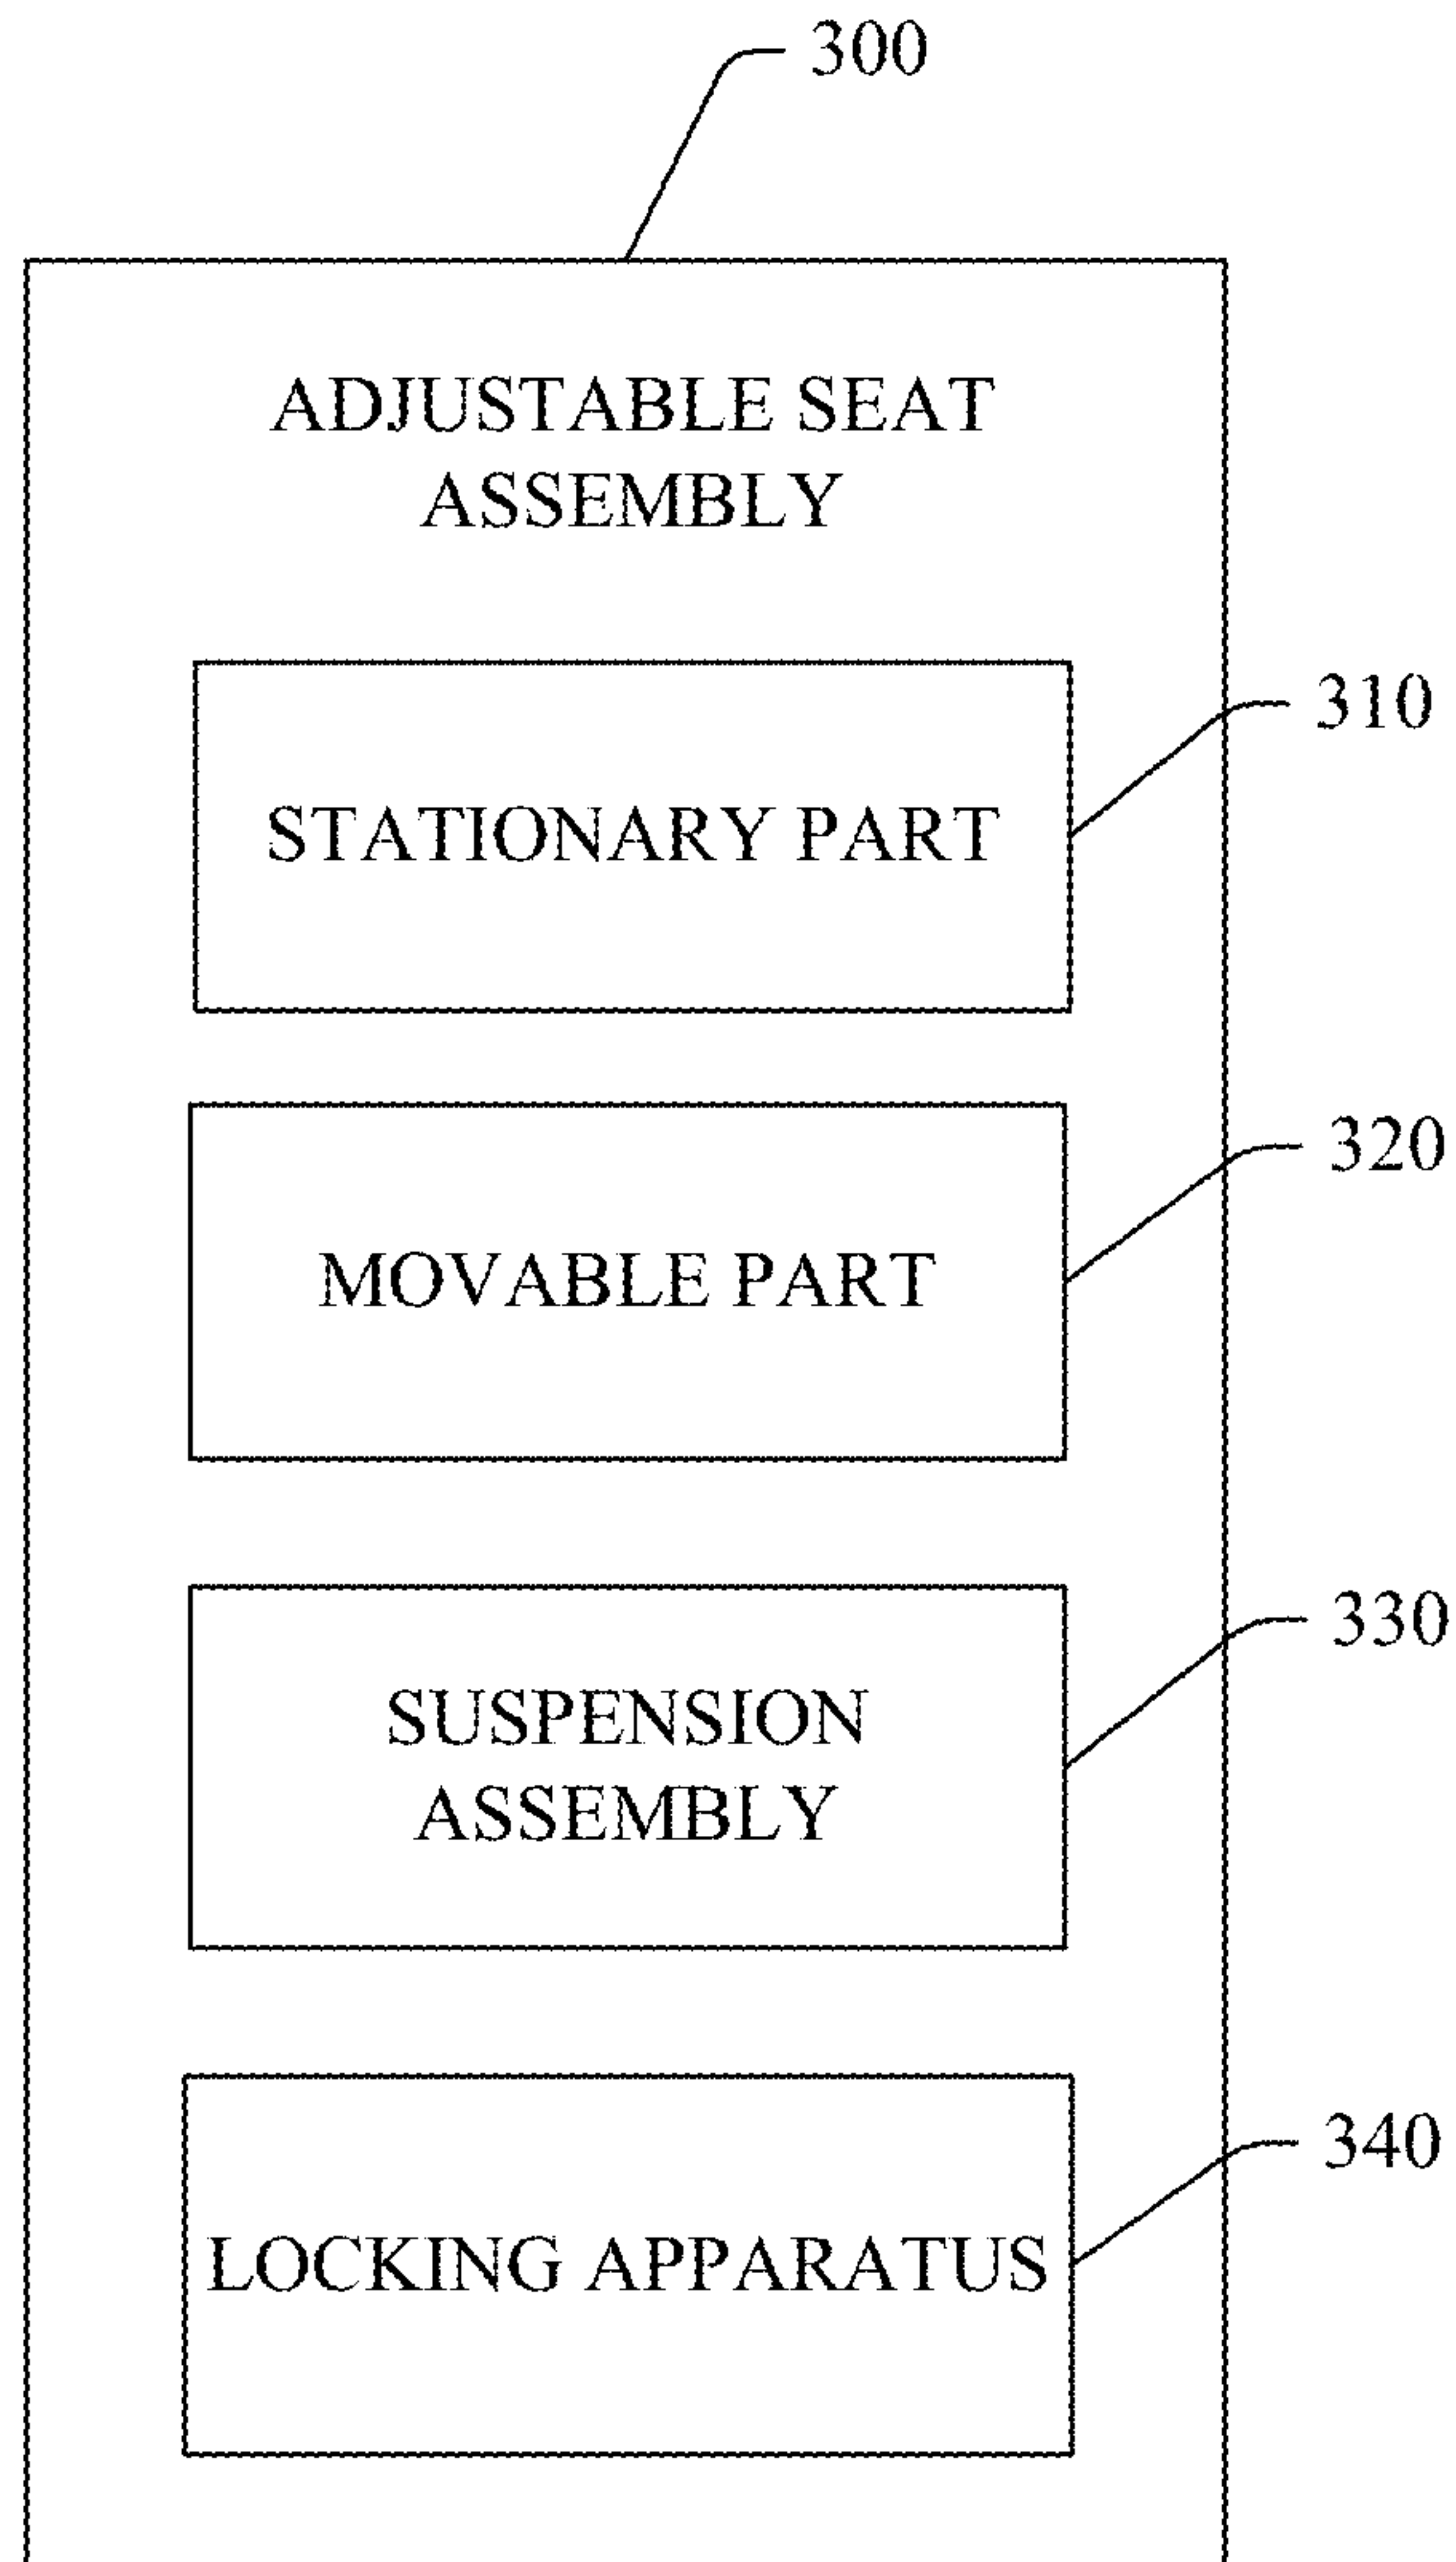 300
ADJUSTABLE SEAT
ASSEMBLY
310
STATIONARY PART
320
MOVABLE PART
330
SUSPENSION
ASSEMBLY
340
LOCKING APPARATUS